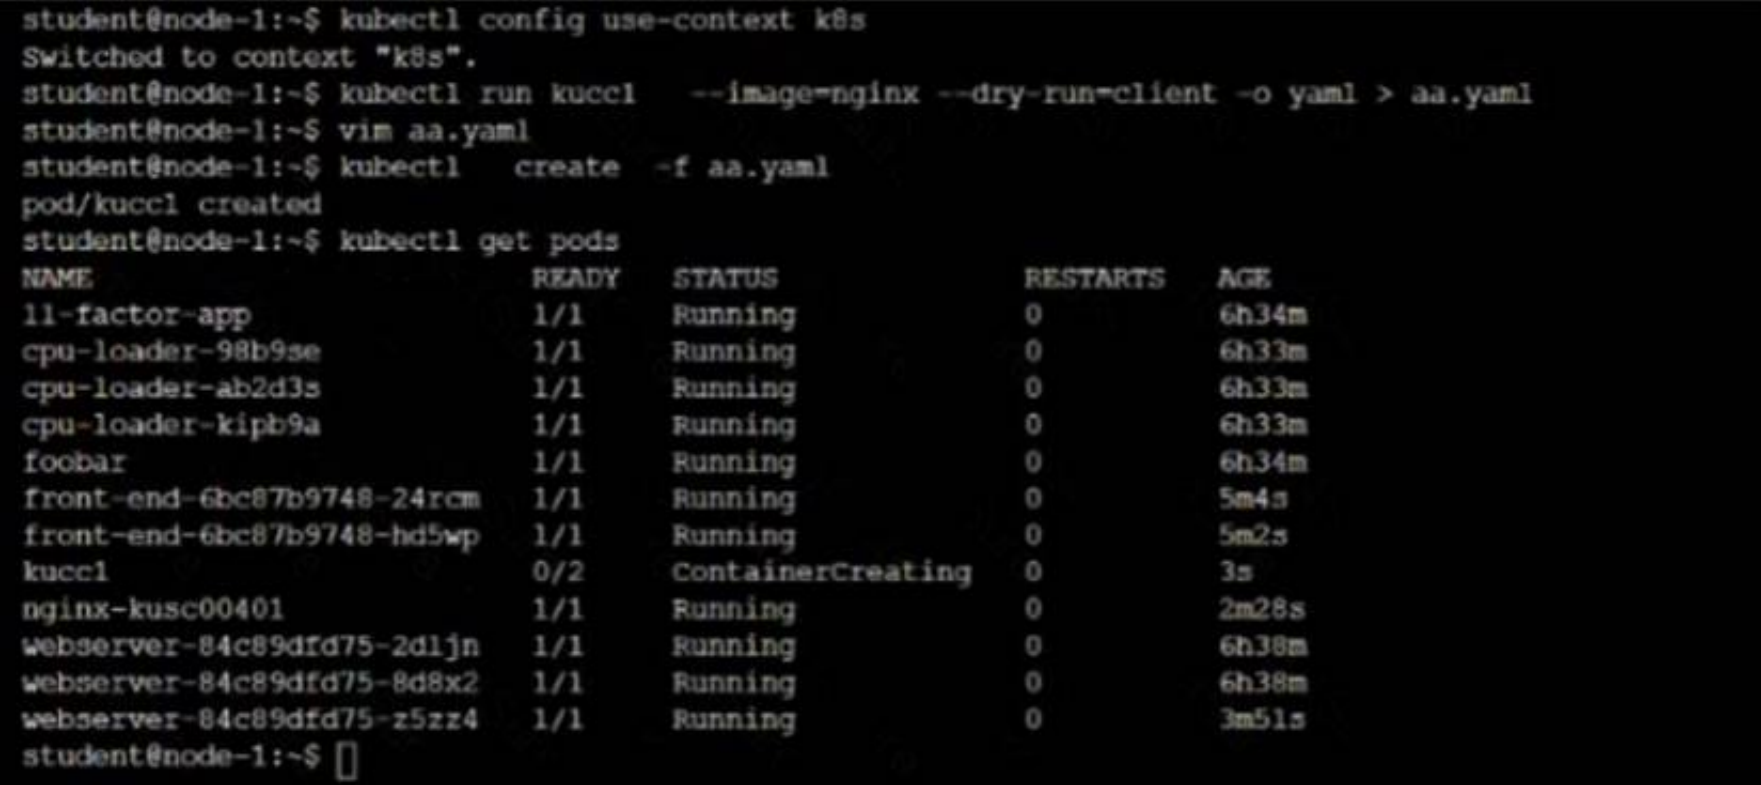 student@node-1:~$ kubectl config use-context k8s
Switched to context "k8s".
student@node-1:~$ kubectl run kucc1   --image=nginx --dry-run=client -o yaml > aa.yaml
student@node-1:~$ vim aa.yaml
student@node-1:~$ kubectl   create  -f aa.yaml
pod/kucc1 created
student@node-1:~$ kubectl get pods
NAME                         READY   STATUS              RESTARTS   AGE
11-factor-app                1/1     Running             0          6h34m
cpu-loader-98b9se            1/1     Running             0          6h33m
cpu-loader-ab2d3s            1/1     Running             0          6h33m
cpu-loader-kipb9a            1/1     Running             0          6h33m
foobar                       1/1     Running             0          6h34m
front-end-6bc87b9748-24rcm   1/1     Running             0          5m4s
front-end-6bc87b9748-hd5wp   1/1     Running             0          5m2s
kucc1                        0/2     ContainerCreating   0          3s
nginx-kusc00401              1/1     Running             0          2m28s
webserver-84c89dfd75-2dljn   1/1     Running             0          6h38m
webserver-84c89dfd75-8d8x2   1/1     Running             0          6h38m
webserver-84c89dfd75-z5zz4   1/1     Running             0          3m51s
student@node-1:~$